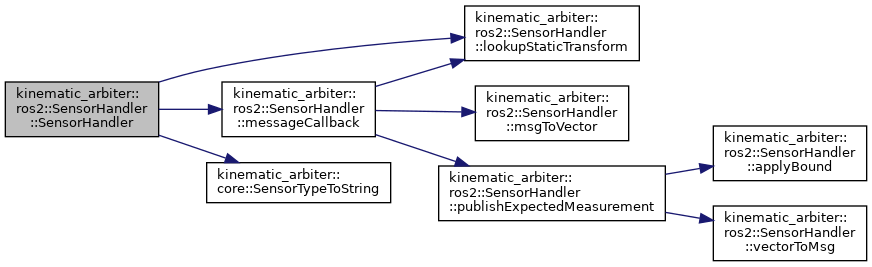 kinematic_arbiter::
ros2::SensorHandler
::SensorHandler
kinematic_arbiter::
ros2::SensorHandler
::messageCallback
kinematic_arbiter::
core::SensorTypeToString
kinematic_arbiter::
ros2::SensorHandler
::lookupStaticTransform
kinematic_arbiter::
ros2::SensorHandler
::msgToVector
kinematic_arbiter::
ros2::SensorHandler
::publishExpectedMeasurement
kinematic_arbiter::
ros2::SensorHandler
::applyBound
kinematic_arbiter::
ros2::SensorHandler
::vectorToMsg